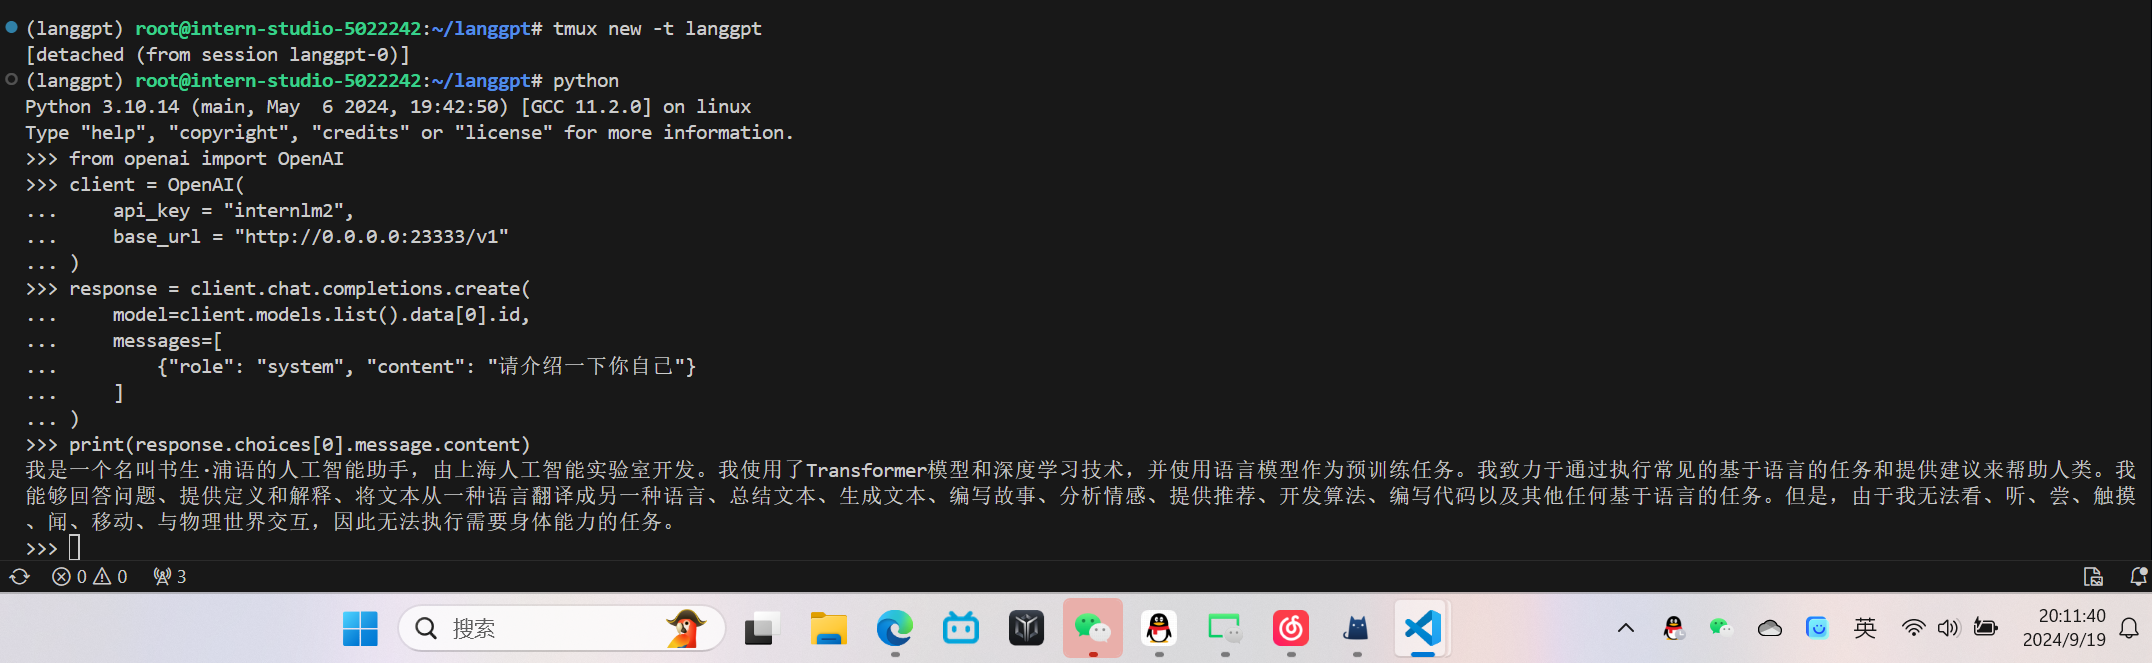 (langgpt) root@intern-studio-5022242:~/langgpt# tmux new -t langgpt
[detached (from session langgpt-0)]
(langgpt) root@intern-studio-5022242:~/langgpt# python
Python 3.10.14 (main, May  6 2024, 19:42:50) [GCC 11.2.0] on linux
Type "help", "copyright", "credits" or "license" for more information.
>>> from openai import OpenAI
>>> client = OpenAI(
...     api_key = "internlm2",
...     base_url = "http://0.0.0.0:23333/v1"
... )
>>> response = client.chat.completions.create(
...     model=client.models.list().data[0].id,
...     messages=[
...         {"role": "system", "content": "请介绍一下你自己"}
...     ]
... )
>>> print(response.choices[0].message.content)
我是一个名叫书生·浦语的人工智能助手，由上海人工智能实验室开发。我使用了Transformer模型和深度学习技术，并使用语言模型作为预训练任务。我致力于通过执行常见的基于语言的任务和提供建议来帮助人类。我
能够回答问题、提供定义和解释、将文本从一种语言翻译成另一种语言、总结文本、生成文本、编写故事、分析情感、提供推荐、开发算法、编写代码以及其他任何基于语言的任务。但是，由于我无法看、听、尝、触摸
、闻、移动、与物理世界交互，因此无法执行需要身体能力的任务。
>>>
0 0 3
搜索
英
20:11:40
2024/9/19